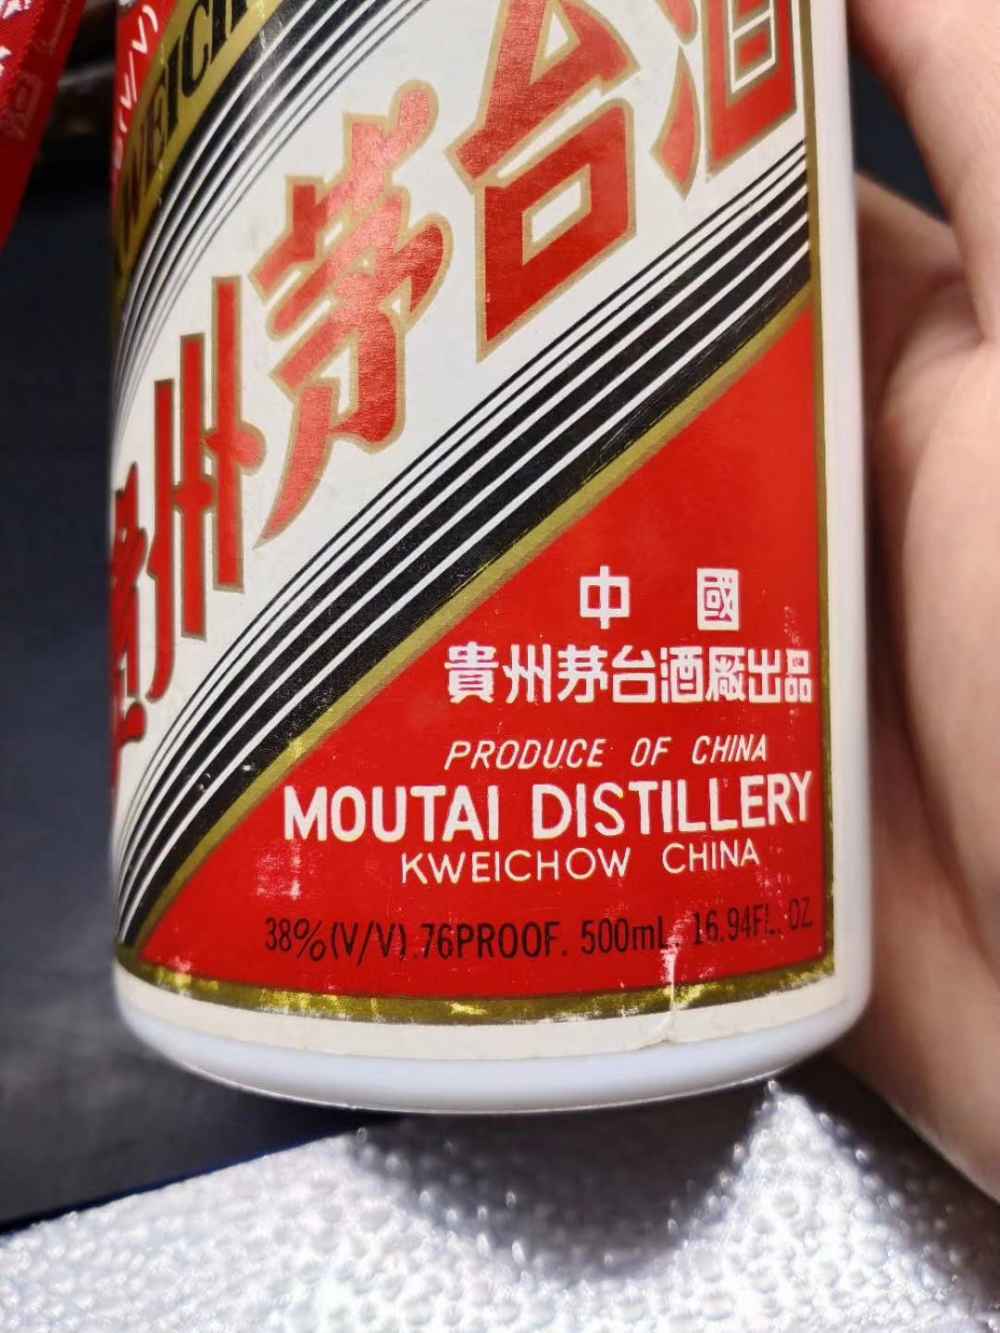 貴州茅台酒
中國
貴州茅台酒廠出品
PRODUCE OF CHINA
MOUTAI DISTILLERY
KWEICHOW CHINA
38%(V/V).76PROOF. 500mL. 16.94FL. OZ